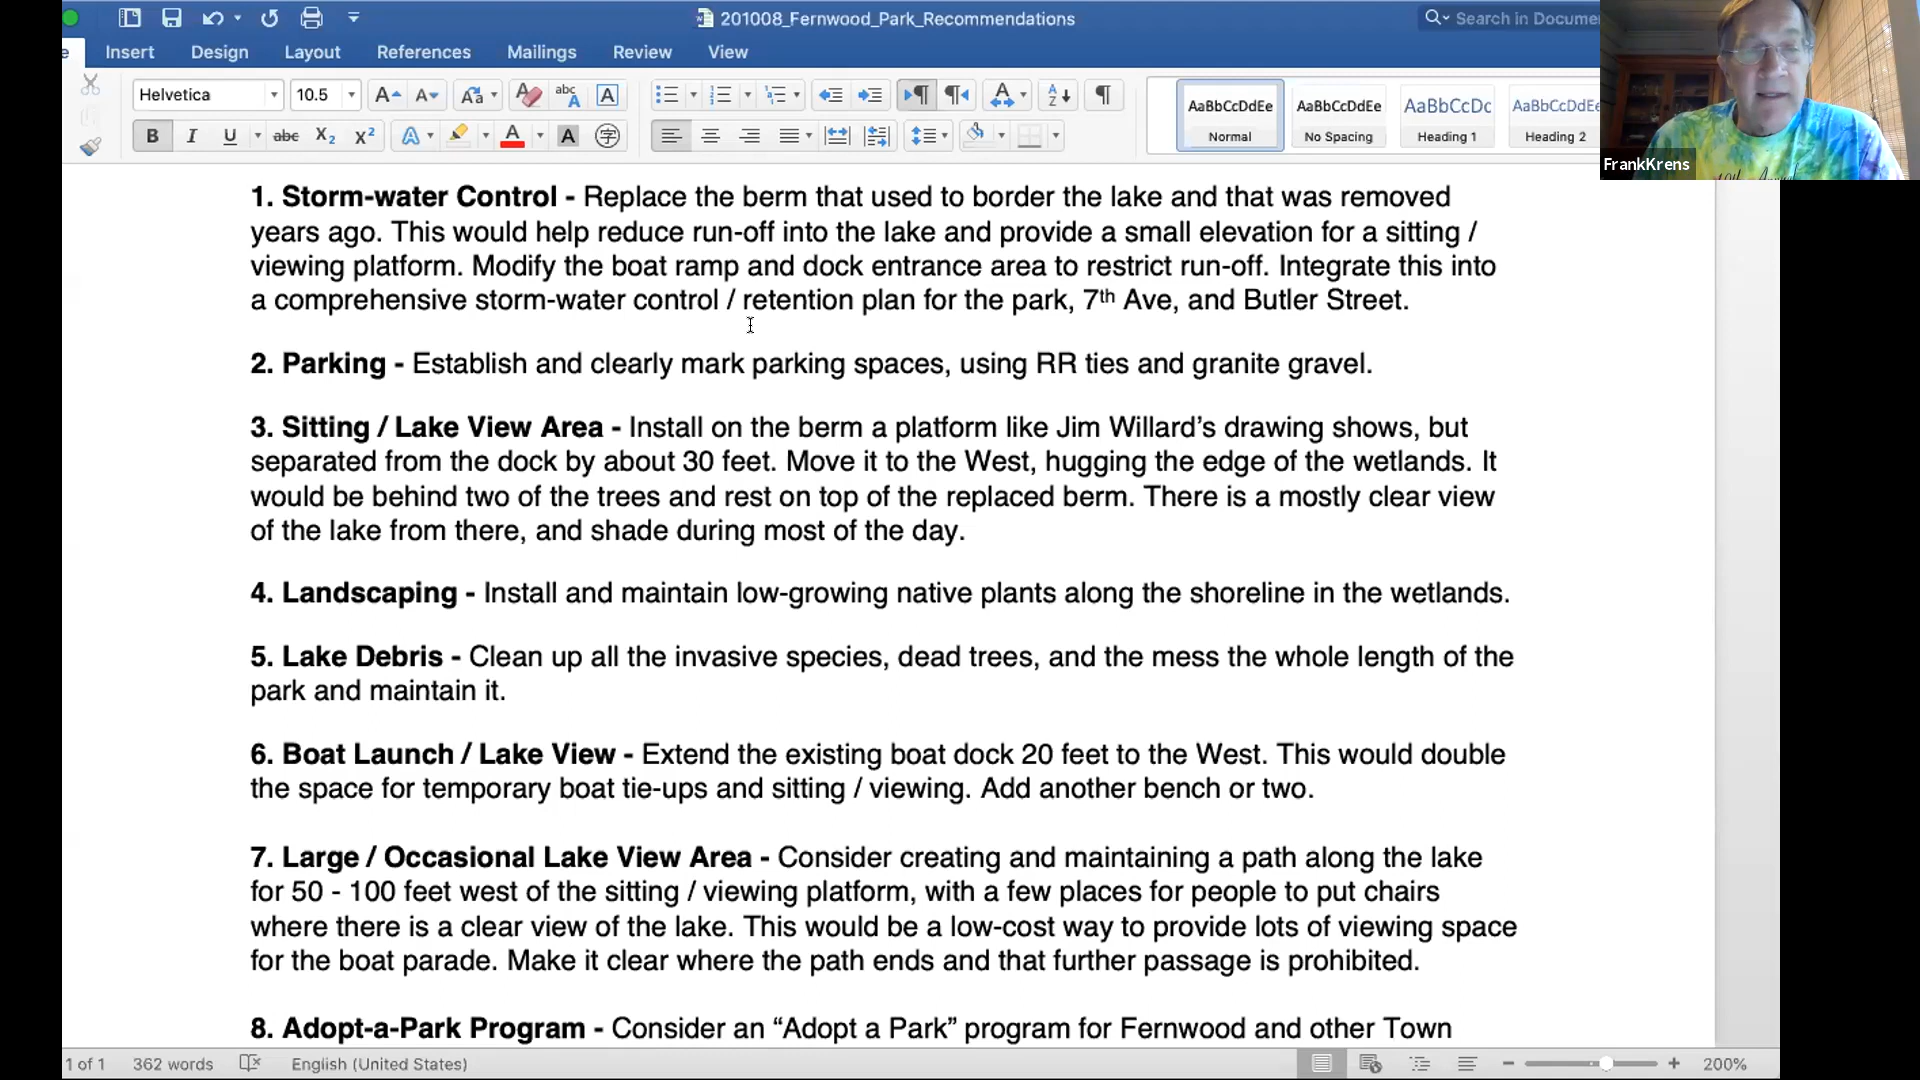 201008_Fernwood_Park_Recommendations
Search in Docume
e Insert Design Layout References Mailings Review View
Helvetica 10.5
AaBbCcDdEe AaBbCcDdEe AaBbCcDc AaBbCcDdEe
Normal No Spacing Heading 1 Heading 2
FrankKrens
1. Storm-water Control - Replace the berm that used to border the lake and that was removed
years ago. This would help reduce run-off into the lake and provide a small elevation for a sitting /
viewing platform. Modify the boat ramp and dock entrance area to restrict run-off. Integrate this into
a comprehensive storm-water control / retention plan for the park, 7th Ave, and Butler Street.
2. Parking - Establish and clearly mark parking spaces, using RR ties and granite gravel.
3. Sitting / Lake View Area - Install on the berm a platform like Jim Willard’s drawing shows, but
separated from the dock by about 30 feet. Move it to the West, hugging the edge of the wetlands. It
would be behind two of the trees and rest on top of the replaced berm. There is a mostly clear view
of the lake from there, and shade during most of the day.
4. Landscaping - Install and maintain low-growing native plants along the shoreline in the wetlands.
5. Lake Debris - Clean up all the invasive species, dead trees, and the mess the whole length of the
park and maintain it.
6. Boat Launch / Lake View - Extend the existing boat dock 20 feet to the West. This would double
the space for temporary boat tie-ups and sitting / viewing. Add another bench or two.
7. Large / Occasional Lake View Area - Consider creating and maintaining a path along the lake
for 50 - 100 feet west of the sitting / viewing platform, with a few places for people to put chairs
where there is a clear view of the lake. This would be a low-cost way to provide lots of viewing space
for the boat parade. Make it clear where the path ends and that further passage is prohibited.
8. Adopt-a-Park Program - Consider an “Adopt a Park” program for Fernwood and other Town
1 of 1 362 words English (United States) 200%